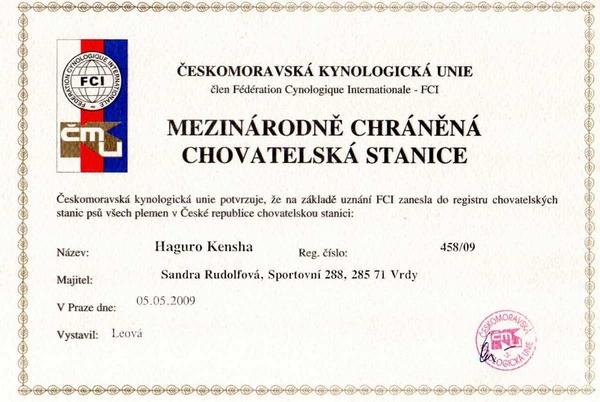 ČESKOMORAVSKÁ KYNOLOGICKÁ UNIE
člen Fédération Cynologique Internationale - FCI
FEDERATION CYNOLOGIQUE INTERNATIONALE
FCI
ČMKU
MEZINÁRODNĚ CHRÁNĚNÁ
CHOVATELSKÁ STANICE
Českomoravská kynologická unie potvrzuje, že na základě uznání FCI zanesla do registru chovatelských
stanic psů všech plemen v České republice chovatelskou stanici:
Název: Haguro Kensha Reg. číslo: 458/09
Majitel: Sandra Rudolfová, Sportovní 288, 285 71 Vrdy
V Praze dne: 05.05.2009
Vystavil: Leová
ČESKOMORAVSKÁ
KYNOLOGICKÁ UNIE